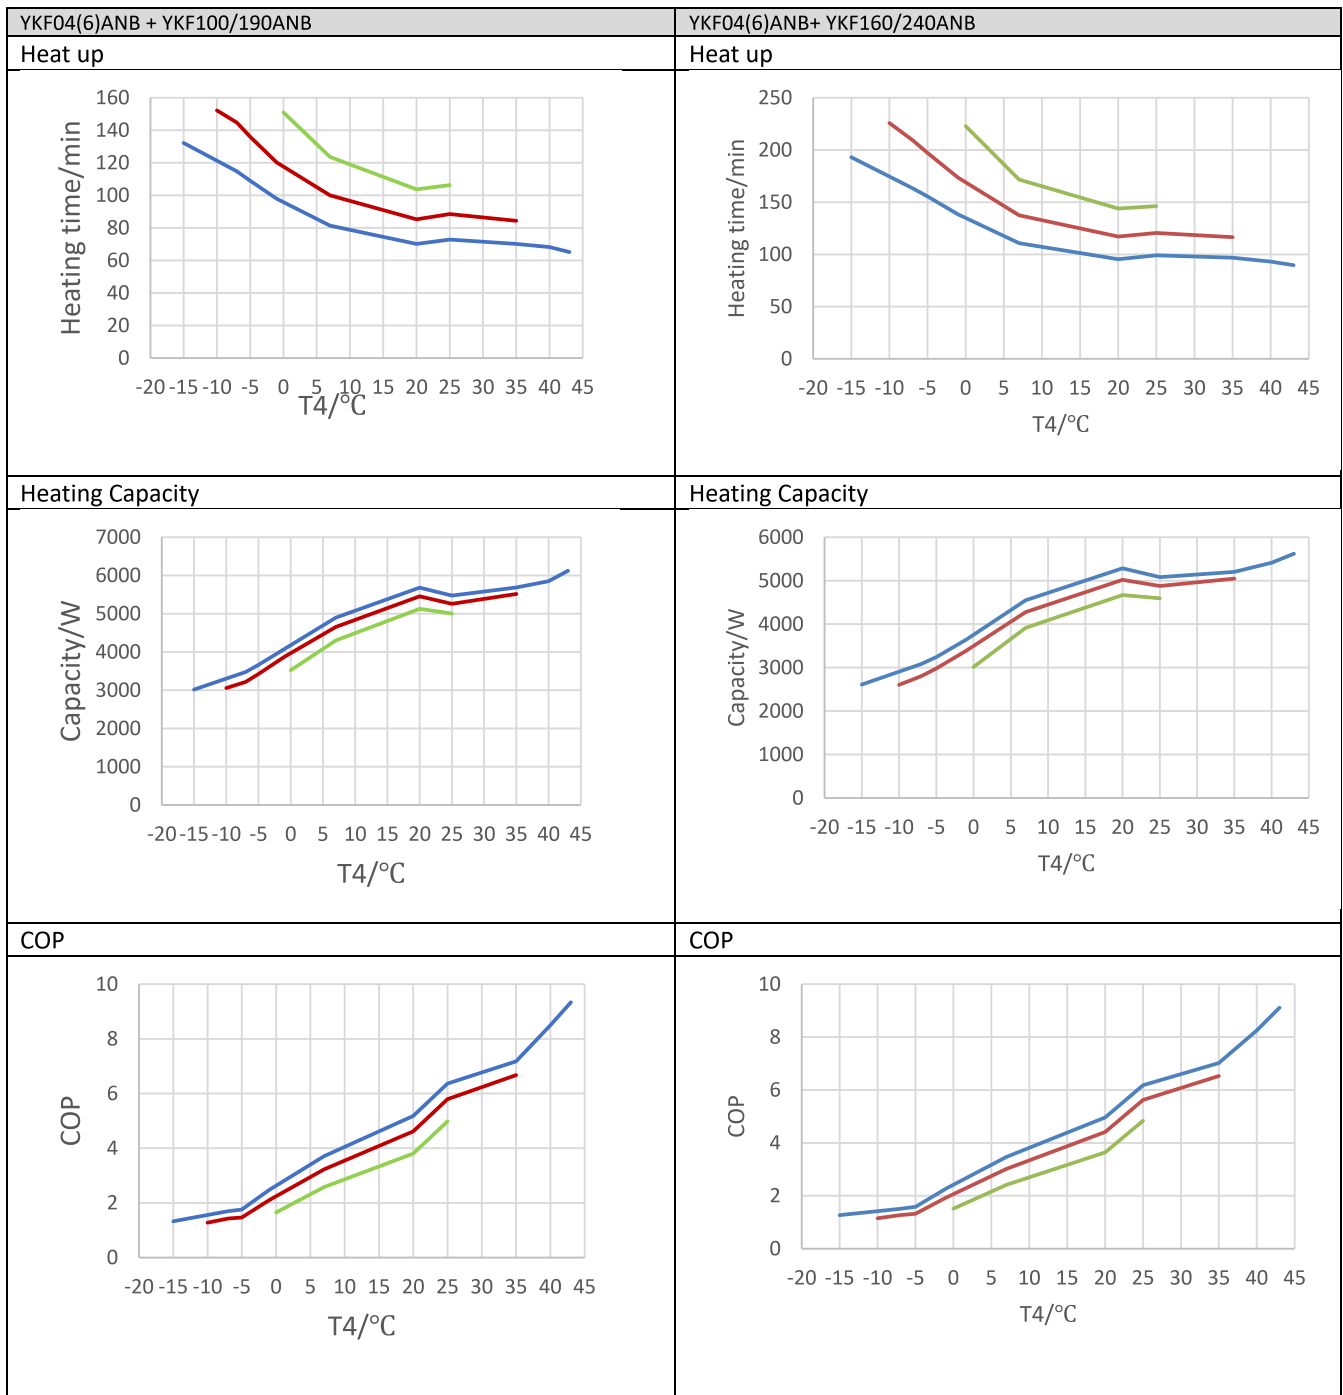 YKF04(6)ANB + YKF100/190ANB
YKF04(6)ANB+ YKF160/240ANB
Heat up
Heat up
160
140
120
100
80
60
40
20
0
Heating time/min
-20 -15 -10 -5 0 5 10 15 20 25 30 35 40 45
T4/℃
250
200
150
100
50
0
Heating time/min
-20 -15 -10 -5 0 5 10 15 20 25 30 35 40 45
T4/℃
Heating Capacity
Heating Capacity
7000
6000
5000
4000
3000
2000
1000
0
Capacity/W
-20 -15 -10 -5 0 5 10 15 20 25 30 35 40 45
T4/℃
6000
5000
4000
3000
2000
1000
0
Capacity/W
-20 -15 -10 -5 0 5 10 15 20 25 30 35 40 45
T4/℃
COP
COP
10
8
6
4
2
0
COP
-20 -15 -10 -5 0 5 10 15 20 25 30 35 40 45
T4/℃
10
8
6
4
2
0
COP
-20 -15 -10 -5 0 5 10 15 20 25 30 35 40 45
T4/℃